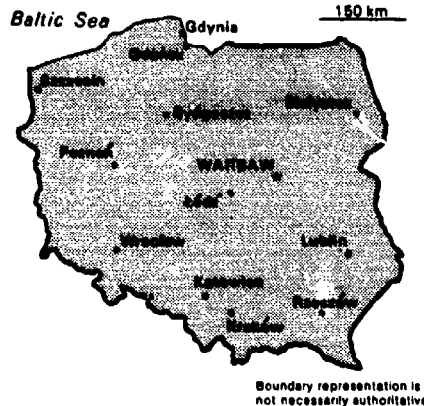 Baltic Sea
150 km
Gdynia
Gdańsk
Szczecin
Bydgoszcz
Białystok
Poznań
WARSAW
Łódź
Wrocław
Lublin
Katowice
Rzeszów
Kraków
Boundary representation is
not necessarily authoritative